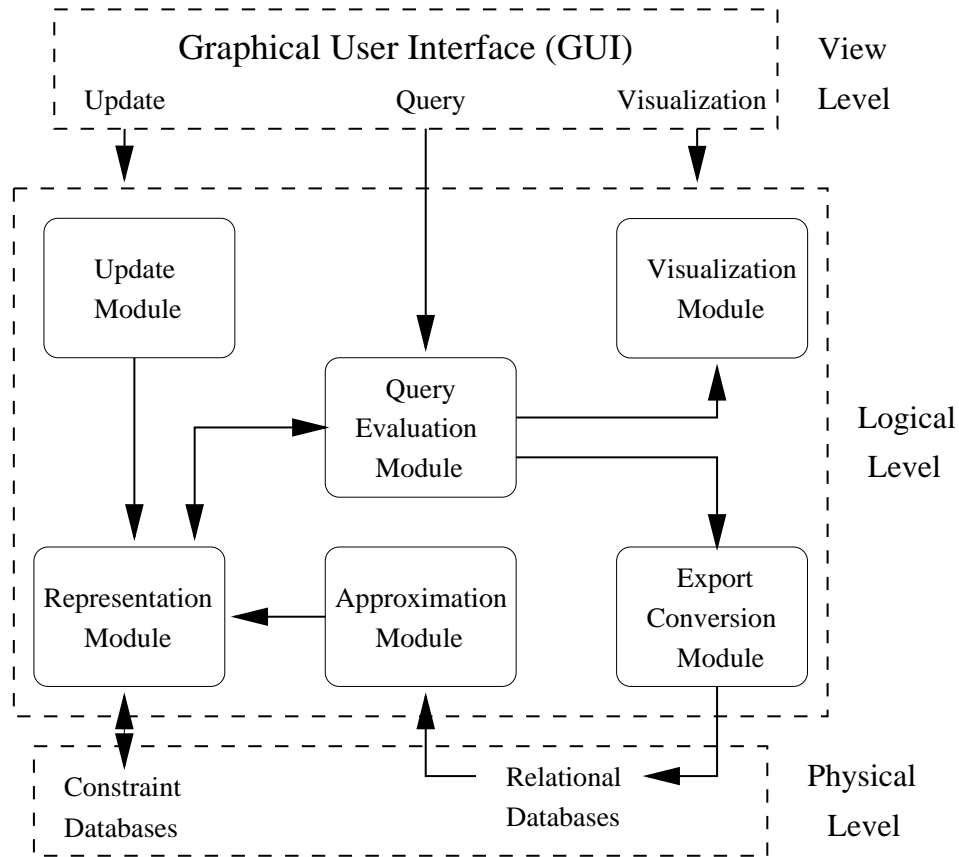 Graphical User Interface (GUI)
Update
Query
Visualization
View
Level
Update
Module
Visualization
Module
Query
Evaluation
Module
Logical
Level
Representation
Module
Approximation
Module
Export
Conversion
Module
Constraint
Databases
Relational
Databases
Physical
Level